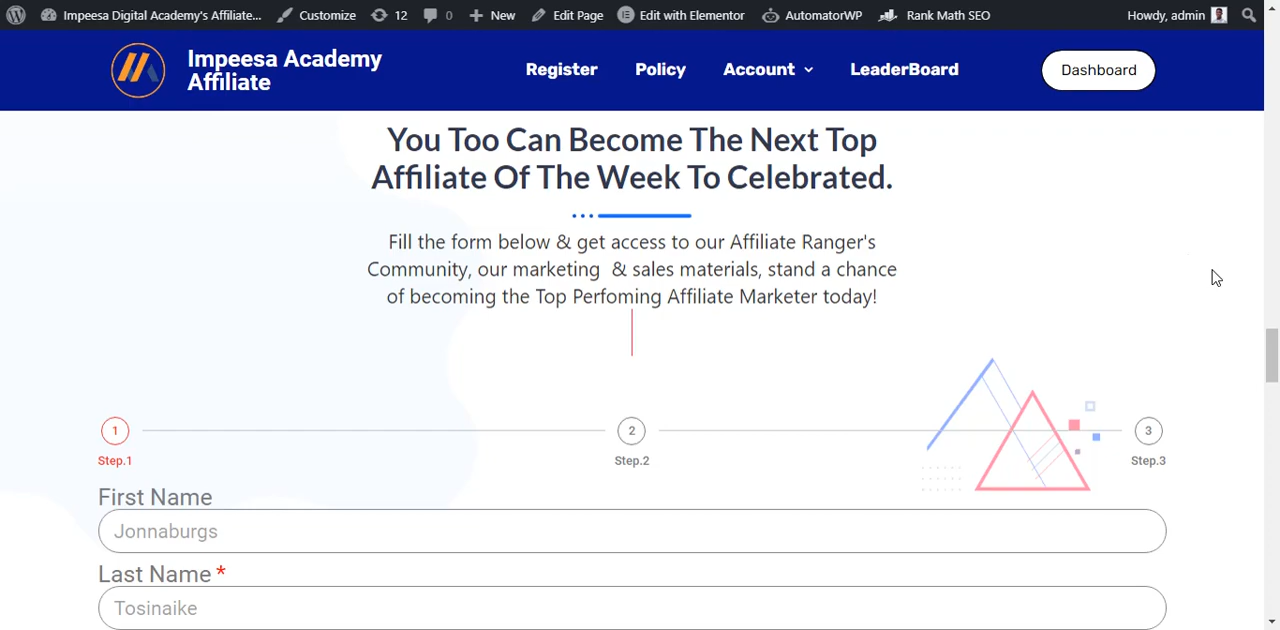 Impeesa Digital Academy's Affiliate... Customize 12 0 New Edit Page Edit with Elementor AutomatorWP Rank Math SEO Howdy, admin
Impeesa Academy
Affiliate
Register Policy Account LeaderBoard Dashboard
You Too Can Become The Next Top
Affiliate Of The Week To Celebrated.
Fill the form below & get access to our Affiliate Ranger's
Community, our marketing & sales materials, stand a chance
of becoming the Top Perfoming Affiliate Marketer today!
1 2 3
Step.1 Step.2 Step.3
First Name
Jonnaburgs
Last Name *
Tosinaike